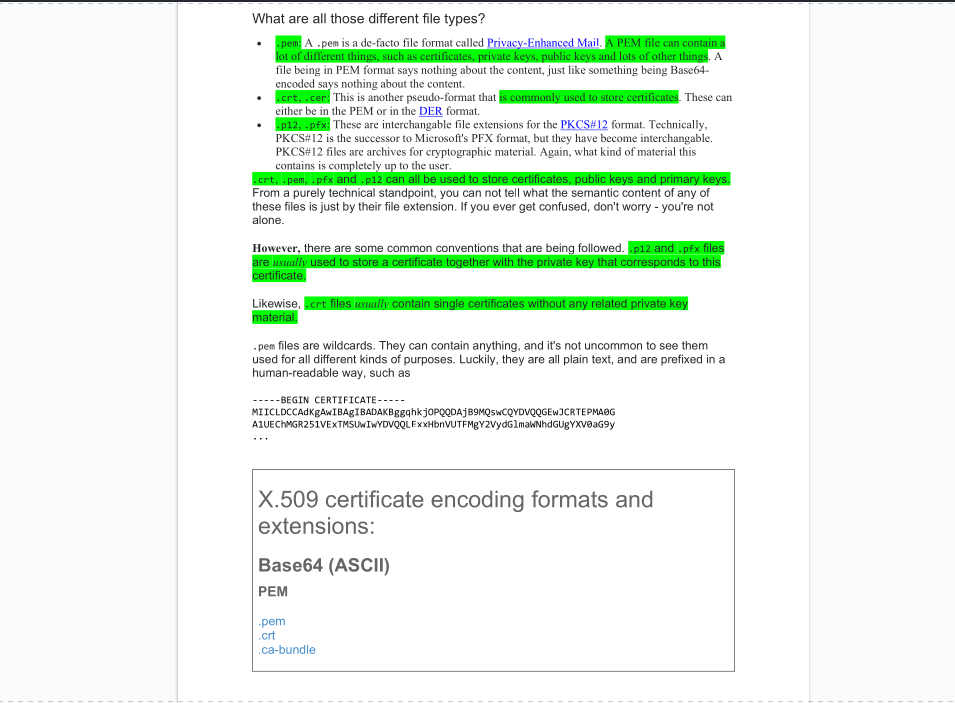 What are all those different file types?
• .pem: A .pem is a de-facto file format called Privacy-Enhanced Mail. A PEM file can contain a
lot of different things, such as certificates, private keys, public keys and lots of other things. A
file being in PEM format says nothing about the content, just like something being Base64-
encoded says nothing about the content.
• .crt, .cer: This is another pseudo-format that is commonly used to store certificates. These can
either be in the PEM or in the DER format.
• .p12, .pfx: These are interchangable file extensions for the PKCS#12 format. Technically,
PKCS#12 is the successor to Microsoft's PFX format, but they have become interchangable.
PKCS#12 files are archives for cryptographic material. Again, what kind of material this
contains is completely up to the user.
.crt, .pem, .pfx and .p12 can all be used to store certificates, public keys and primary keys.
From a purely technical standpoint, you can not tell what the semantic content of any of
these files is just by their file extension. If you ever get confused, don't worry - you're not
alone.
However, there are some common conventions that are being followed. .p12 and .pfx files
are usually used to store a certificate together with the private key that corresponds to this
certificate.
Likewise, .crt files usually contain single certificates without any related private key
material.
.pem files are wildcards. They can contain anything, and it's not uncommon to see them
used for all different kinds of purposes. Luckily, they are all plain text, and are prefixed in a
human-readable way, such as
-----BEGIN CERTIFICATE-----
MIICLDCCAdKgAwIBAgIBADAKBggqhkjOPQQDAjB9MQswCQYDVQQGEwJCRTEPMA0G
A1UEChMGR251VExTMSUwIwYDVQQLExxHbnVUTFMgY2VydGlmaWNhdGUgYXV0aG9y
...
X.509 certificate encoding formats and
extensions:
Base64 (ASCII)
PEM
.pem
.crt
.ca-bundle